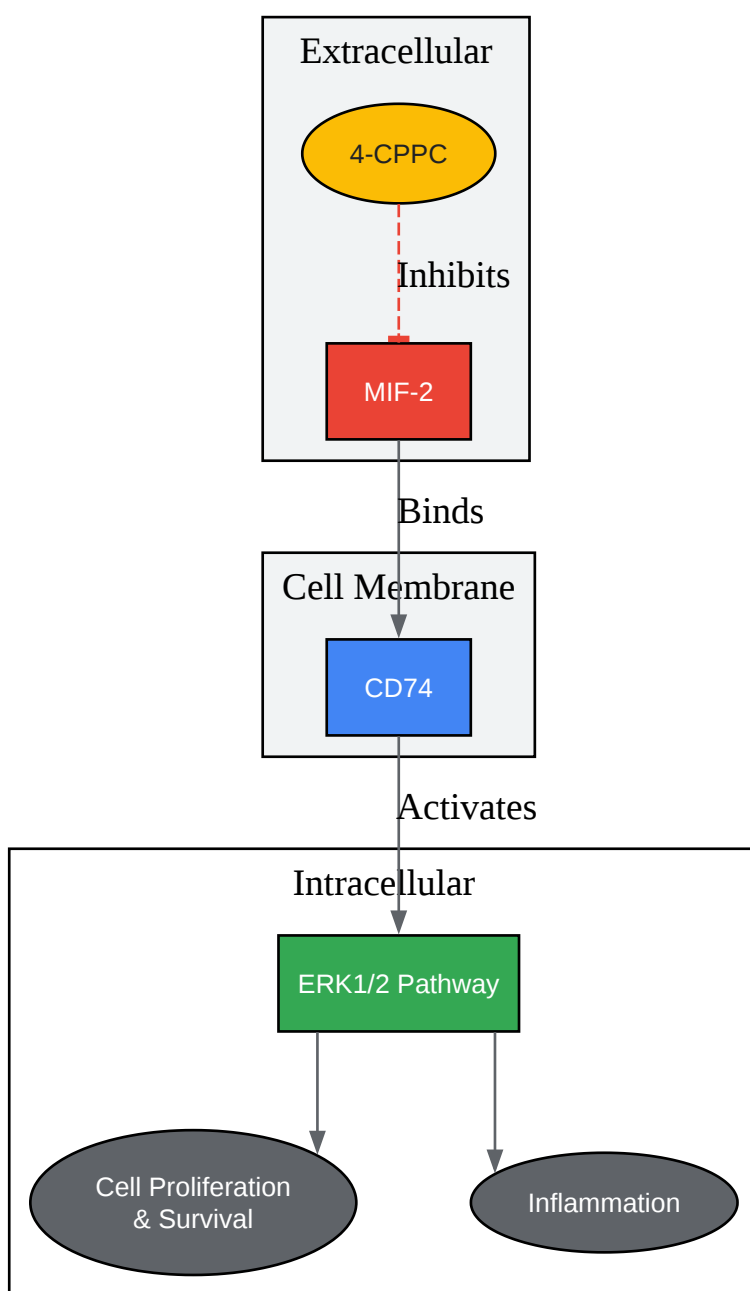 Extracellular
4-CPPC
Inhibits
MIF-2
Binds
Cell Membrane
CD74
Activates
Intracellular
ERK1/2 Pathway
Cell Proliferation
& Survival
Inflammation